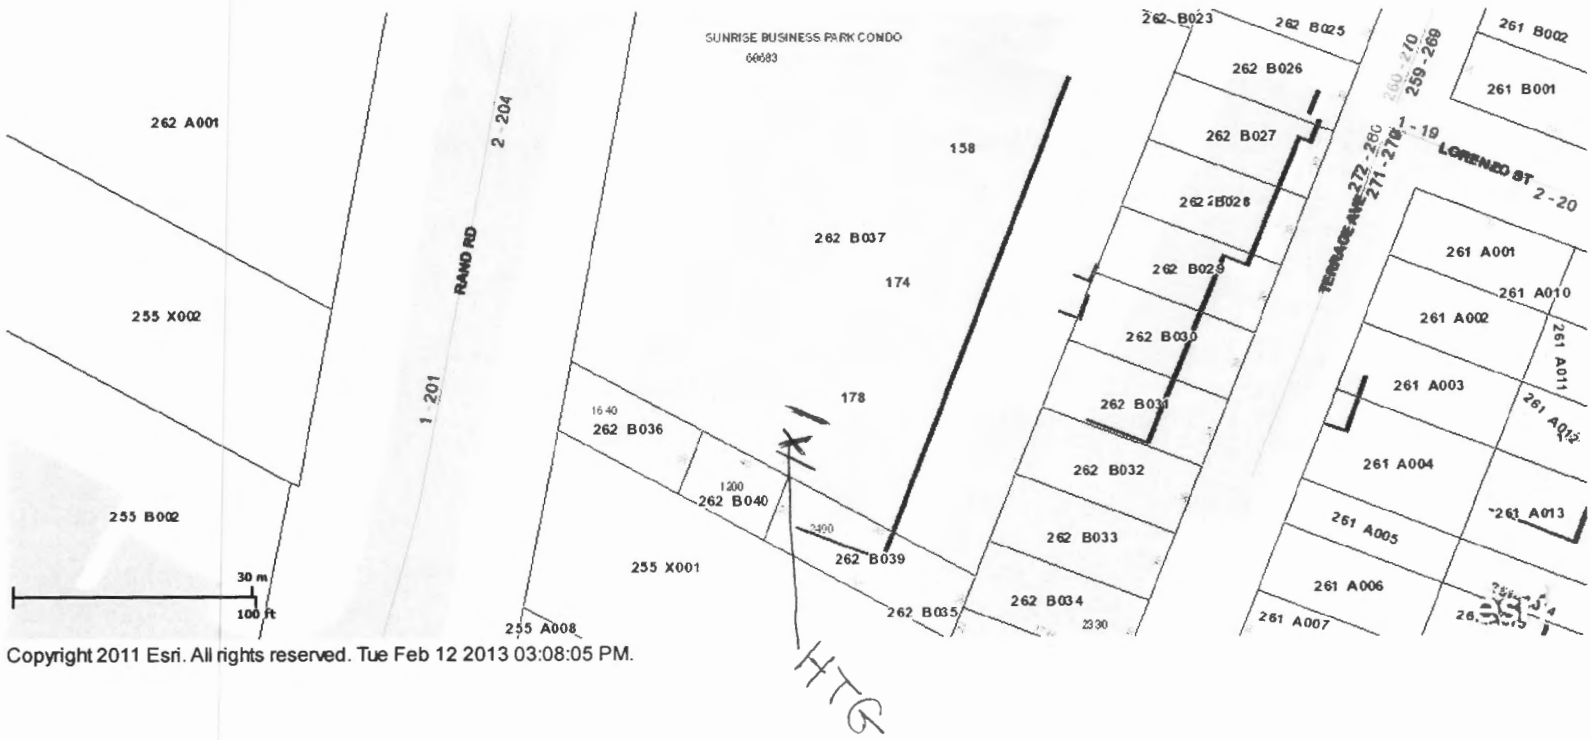 262 B023
262 B025
261 B002
SUNRISE BUSINESS PARK CONDO
60683
262 B026
260 - 270
259 - 269
261 B001
262 A001
2 - 204
262 B027
1 - 19
LORENZO ST
2 - 20
158
272 - 280
271 - 279
TERRACE AVE
262 B028
262 B037
261 A001
RAND RD
262 B029
174
261 A010
255 X002
261 A002
262 B030
261 A011
1 - 201
178
262 B031
261 A003
1640
262 B036
X
261 A012
262 B032
261 A004
1200
262 B040
255 B002
2490
261 A013
262 B033
261 A005
262 B039
255 X001
30 m
100 ft
262 B034
261 A006
262 B035
2330
261 A007
esri
255 A008
Copyright 2011 Esri. All rights reserved. Tue Feb 12 2013 03:08:05 PM.
HTG